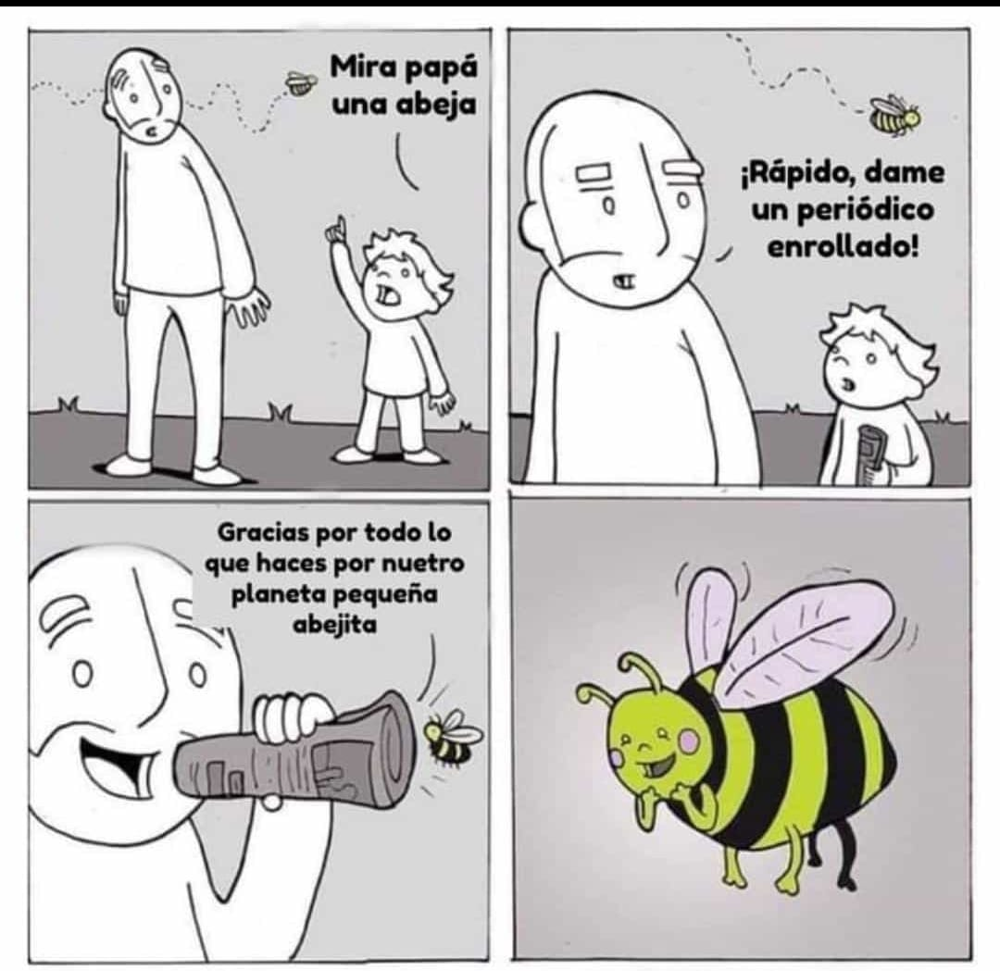 Mira papá
una abeja
¡Rápido, dame
un periódico
enrollado!
Gracias por todo lo
que haces por nuetro
planeta pequeña
abejita